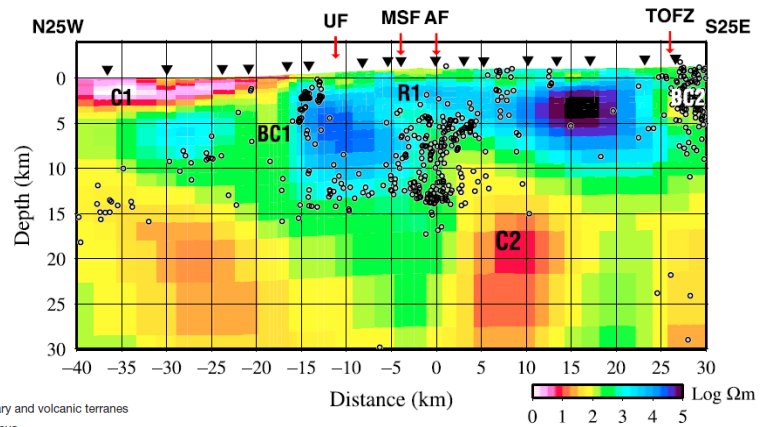 UF MSF AF TOFZ
N25W S25E
C1 R1 BC2
BC1
C2
Depth (km)
0
5
10
15
20
25
30
−40 −35 −30 −25 −20 −15 −10 −5 0 5 10 15 20 25 30
Distance (km)
Log Ωm
0 1 2 3 4 5
ary and volcanic terranes